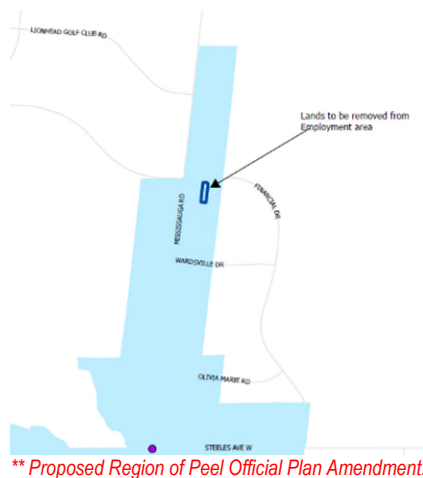 LIONHEAD GOLF CLUB RD
Lands to be removed from
Employment area
MISSISSAUGA RD
FINANCIAL DR
WARDSVILLE DR
OLIVIA MARIE RD
STEELES AVE W
** Proposed Region of Peel Official Plan Amendment.